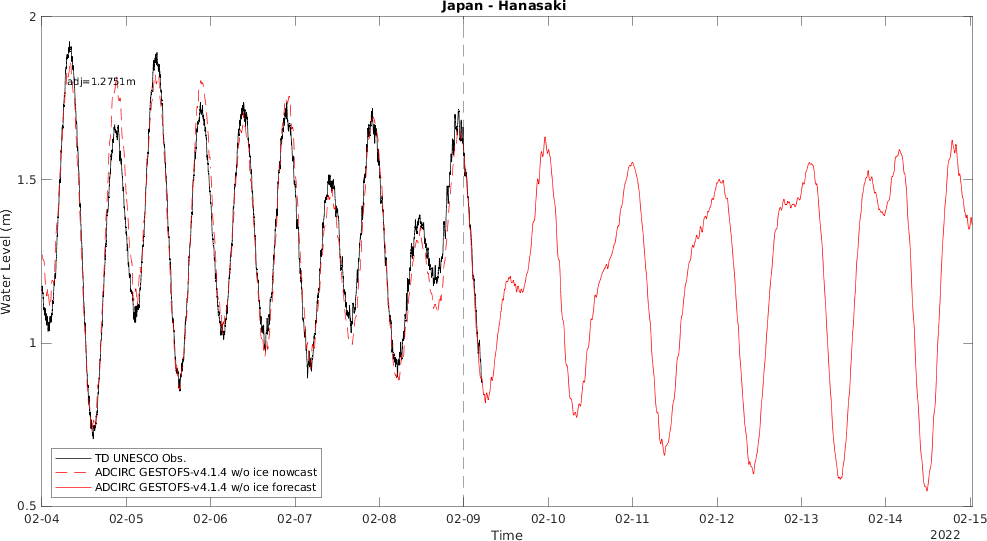 Japan - Hanasaki
2
1.5
1
0.5
Water Level (m)
adj=1.2751m
TD UNESCO Obs.
ADCIRC GESTOFS-v4.1.4 w/o ice nowcast
ADCIRC GESTOFS-v4.1.4 w/o ice forecast
02-04 02-05 02-06 02-07 02-08 02-09 02-10 02-11 02-12 02-13 02-14 02-15
Time
2022